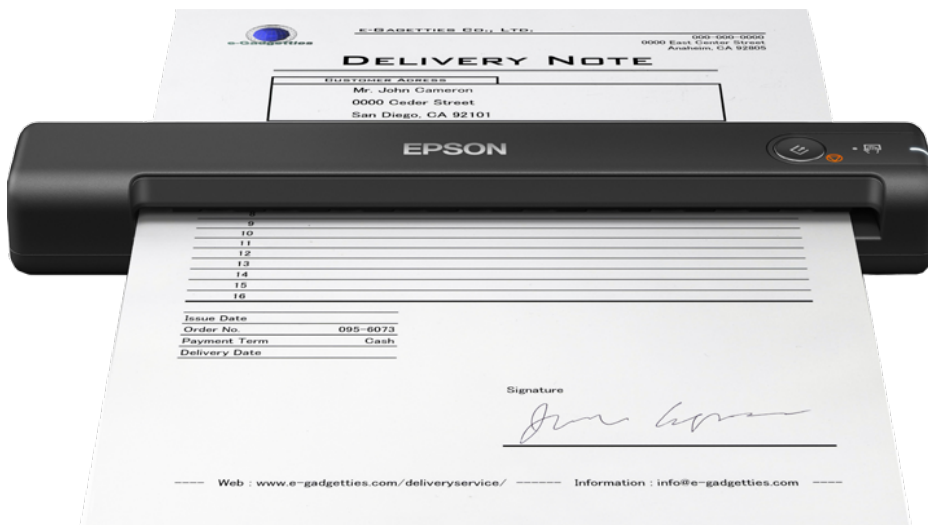 e-Gadgetties
E-GADGETTIES CO., LTD.
000-000-0000
0000 East Center Street
Anaheim, CA 92805
DELIVERY NOTE
CUSTOMER ADRESS
Mr. John Cameron
0000 Ceder Street
San Diego, CA 92101
EPSON
8
9
10
11
12
13
14
15
16
Issue Date
Order No. 095-6073
Payment Term Cash
Delivery Date
Signature
---- Web : www.e-gadgetties.com/deliveryservice/ ------ Information : info@e-gadgetties.com ----